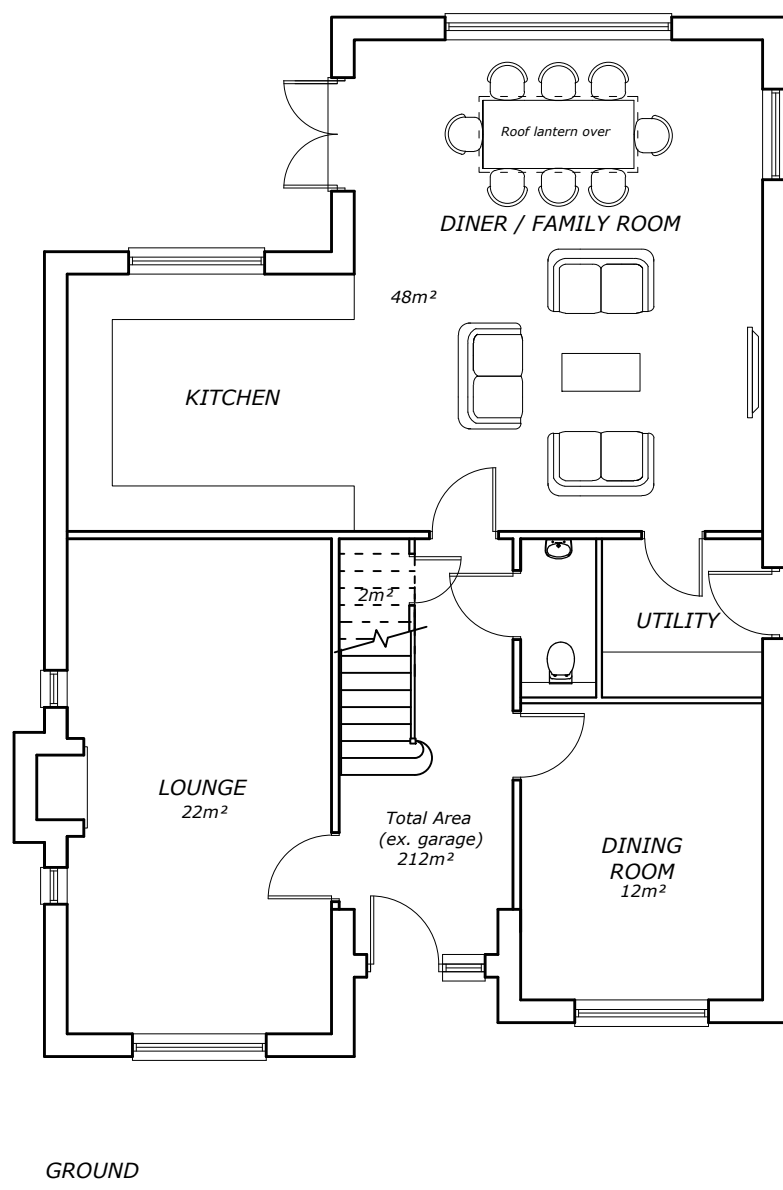 Roof lantern over
DINER / FAMILY ROOM
48m²
KITCHEN
2m²
UTILITY
LOUNGE
22m²
Total Area
(ex. garage)
212m²
DINING
ROOM
12m²
GROUND